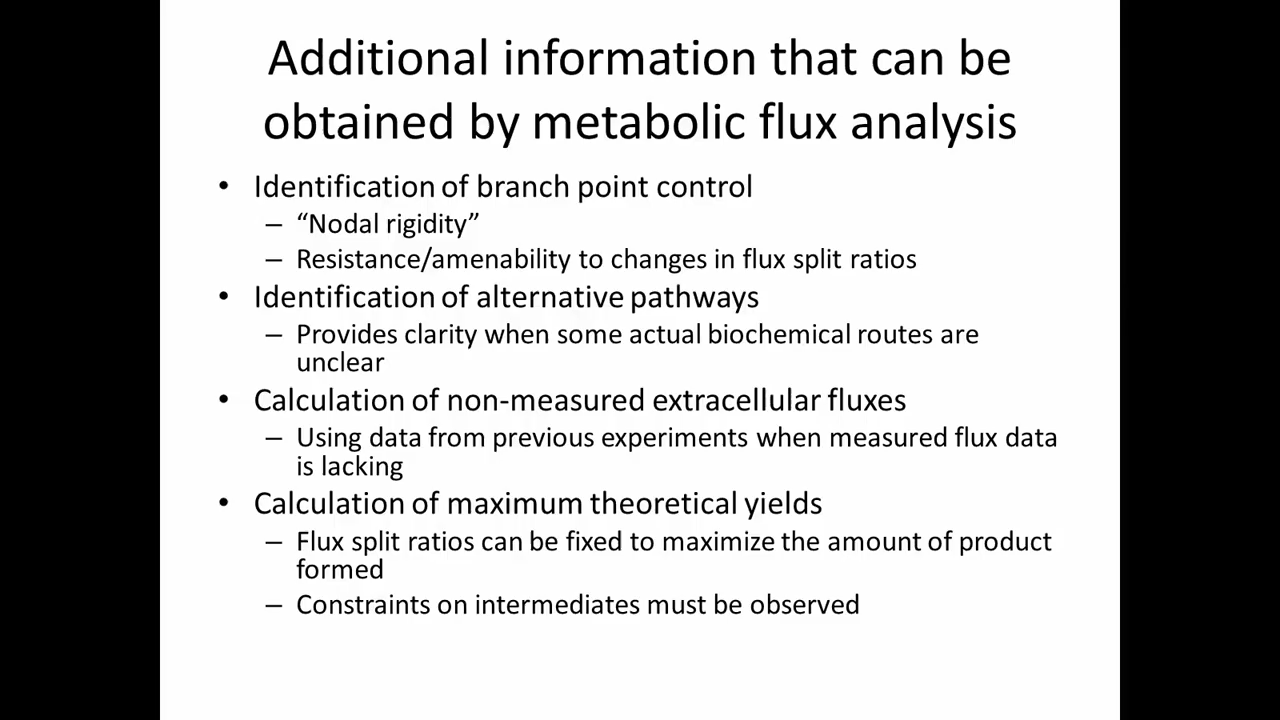 Additional information that can be
obtained by metabolic flux analysis
• Identification of branch point control
– “Nodal rigidity”
– Resistance/amenability to changes in flux split ratios
• Identification of alternative pathways
– Provides clarity when some actual biochemical routes are
unclear
• Calculation of non-measured extracellular fluxes
– Using data from previous experiments when measured flux data
is lacking
• Calculation of maximum theoretical yields
– Flux split ratios can be fixed to maximize the amount of product
formed
– Constraints on intermediates must be observed